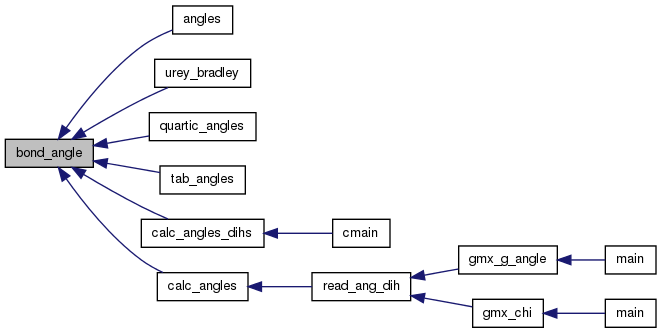 angles
urey_bradley
quartic_angles
bond_angle
tab_angles
calc_angles_dihs
cmain
gmx_g_angle
main
calc_angles
read_ang_dih
gmx_chi
main